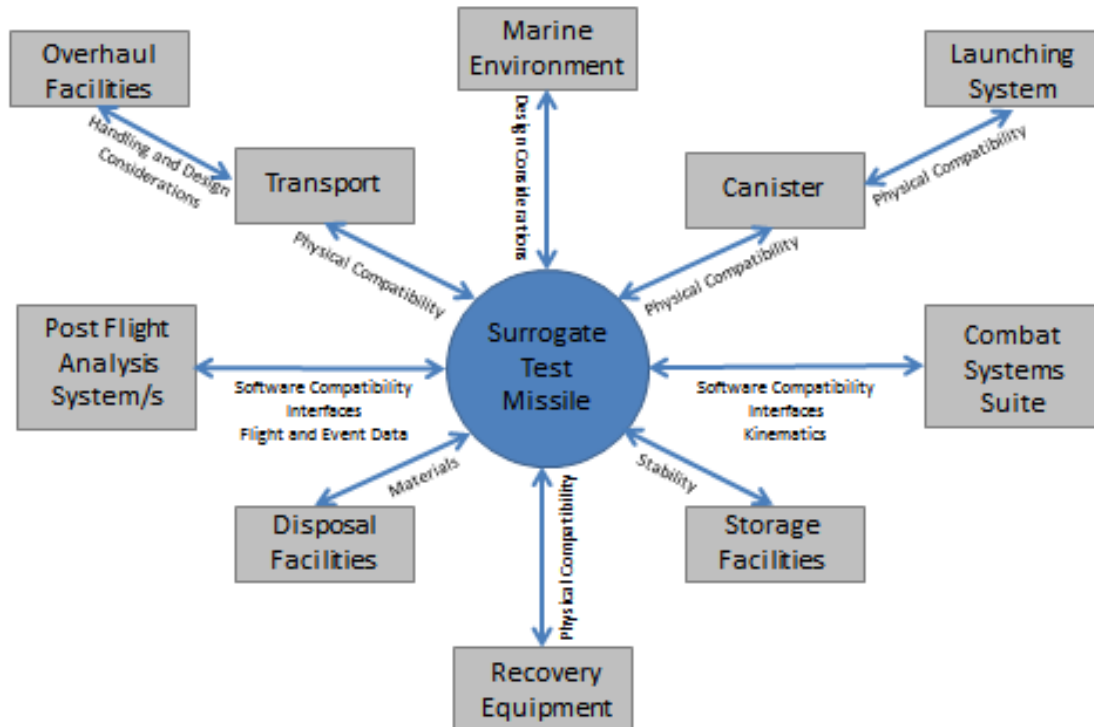 Marine
Environment
Overhaul
Facilities
Launching
System
Handling and Design
Considerations
Design Considerations
Physical Compatibility
Transport
Canister
Physical Compatibility
Physical Compatibility
Post Flight
Analysis
System/s
Surrogate
Test
Missile
Combat
Systems
Suite
Software Compatibility
Interfaces
Flight and Event Data
Software Compatibility
Interfaces
Kinematics
Materials
Stability
Physical Compatibility
Disposal
Facilities
Storage
Facilities
Recovery
Equipment